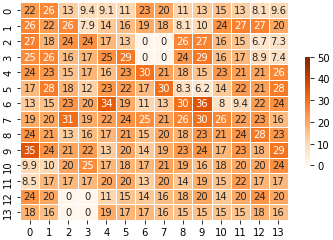 0 22 26 13 9.4 9.1 11 23 20 11 13 15 13 8.9 9.6
1 22 26 26 7.9 14 16 19 18 8.1 10 24 27 27 20
2 27 18 24 24 17 13 0 0 26 27 16 15 6.7 7.3
3 25 26 16 17 25 29 0 0 24 29 16 17 8.9 7.4
4 24 23 15 17 16 23 30 21 18 15 23 21 21 26
5 17 28 18 12 23 22 17 30 8.3 6.2 14 22 21 28
6 13 15 23 20 34 19 11 13 30 36 8 9.4 22 24
7 19 20 31 19 22 24 25 21 26 30 26 22 23 16
8 24 21 13 16 17 21 15 20 18 23 21 24 28 23
9 35 24 21 22 13 20 14 19 23 24 17 23 18 29
10 9.9 10 20 25 17 18 17 21 19 16 18 20 20 24
11 8.5 17 17 17 20 20 13 20 14 19 15 22 17 17
12 24 20 0 0 11 15 14 16 18 20 14 20 24 20
13 18 16 0 0 19 17 17 16 15 15 15 15 18 16
0 1 2 3 4 5 6 7 8 9 10 11 12 13
50
40
30
20
10
0